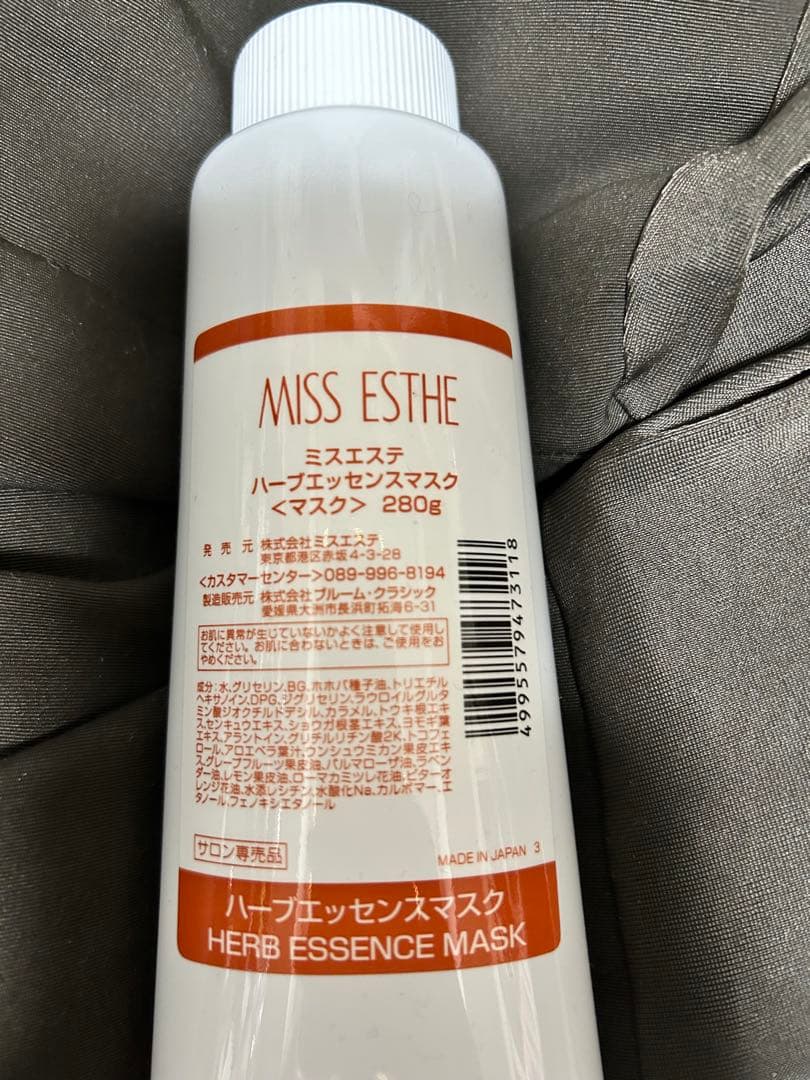 MISS ESTHE
ミスエステ
ハーブエッセンスマスク
<マスク> 280g
発売元 株式会社ミスエステ
東京都港区赤坂4-3-28
<カスタマーセンター>089-996-8194
製造販売元 株式会社ブルーム・クラシック
愛媛県大洲市長浜町拓海6-31
お肌に異常が生じていないかよく注意して使用し
てください。お肌に合わないときは、ご使用をお
やめください。
成分:水、グリセリン、BG、ホホバ種子油、トリエチル
ヘキサノイン、DPG、ジグリセリン、ラウロイルグルタ
ミン酸ジオクチルドデシル、カラメル、トウキ根エキ
ス、センキュウエキス、ショウガ根茎エキス、ヨモギ葉
エキス、アラントイン、グリチルリチン酸2K、トコフェ
ロール、アロエベラ葉汁、ウンシュウミカン果皮エキ
ス、グレープフルーツ果皮油、パルマローザ油、ラベン
ダー油、レモン果皮油、ローマカミツレ花油、ビターオ
レンジ花油、水添レシチン、水酸化Na、カルボマー、エ
タノール、フェノキシエタノール
4995579473118
サロン専売品
MADE IN JAPAN 3
ハーブエッセンスマスク
HERB ESSENCE MASK